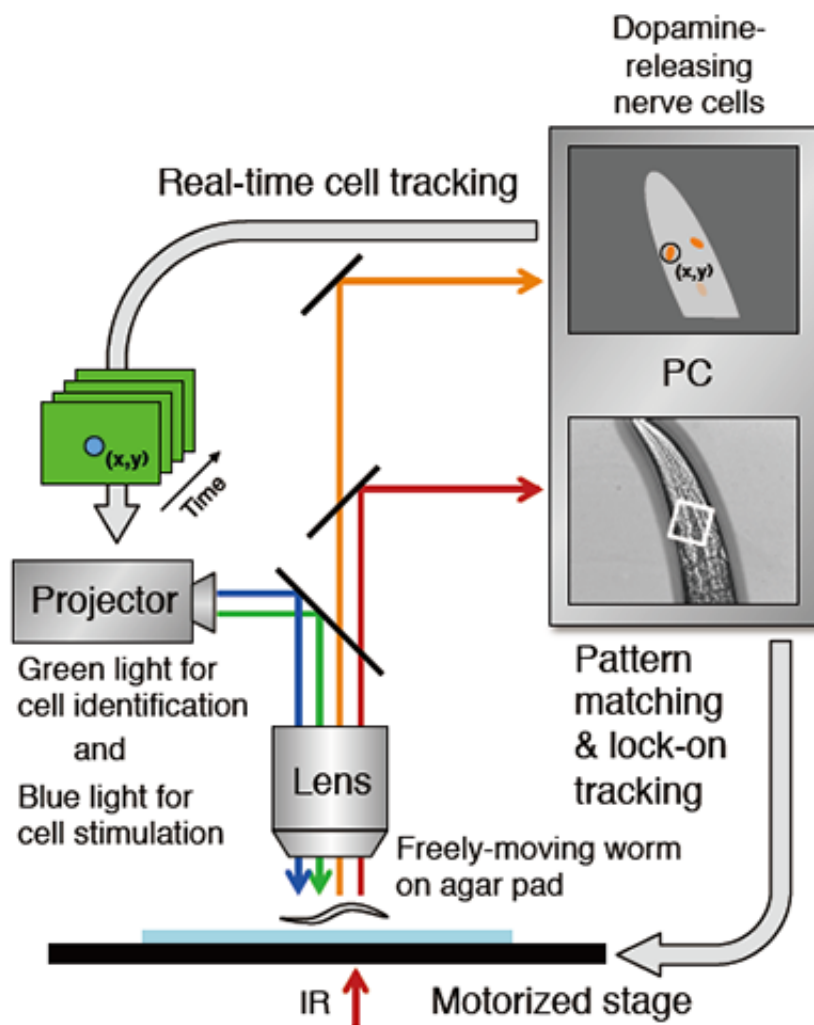 Dopamine-
releasing
nerve cells
Real-time cell tracking
(x,y)
PC
(x,y)
Time
Projector
Green light for
cell identification
and
Blue light for
cell stimulation
Lens
Pattern
matching
& lock-on
tracking
Freely-moving worm
on agar pad
IR
Motorized stage